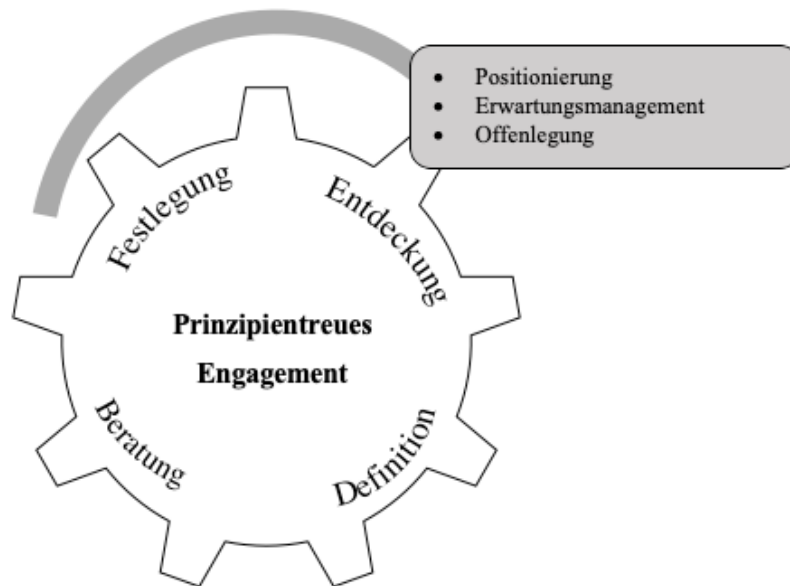 • Positionierung
• Erwartungsmanagement
• Offenlegung
Festlegung
Entdeckung
Prinzipientreues
Engagement
Beratung
Definition